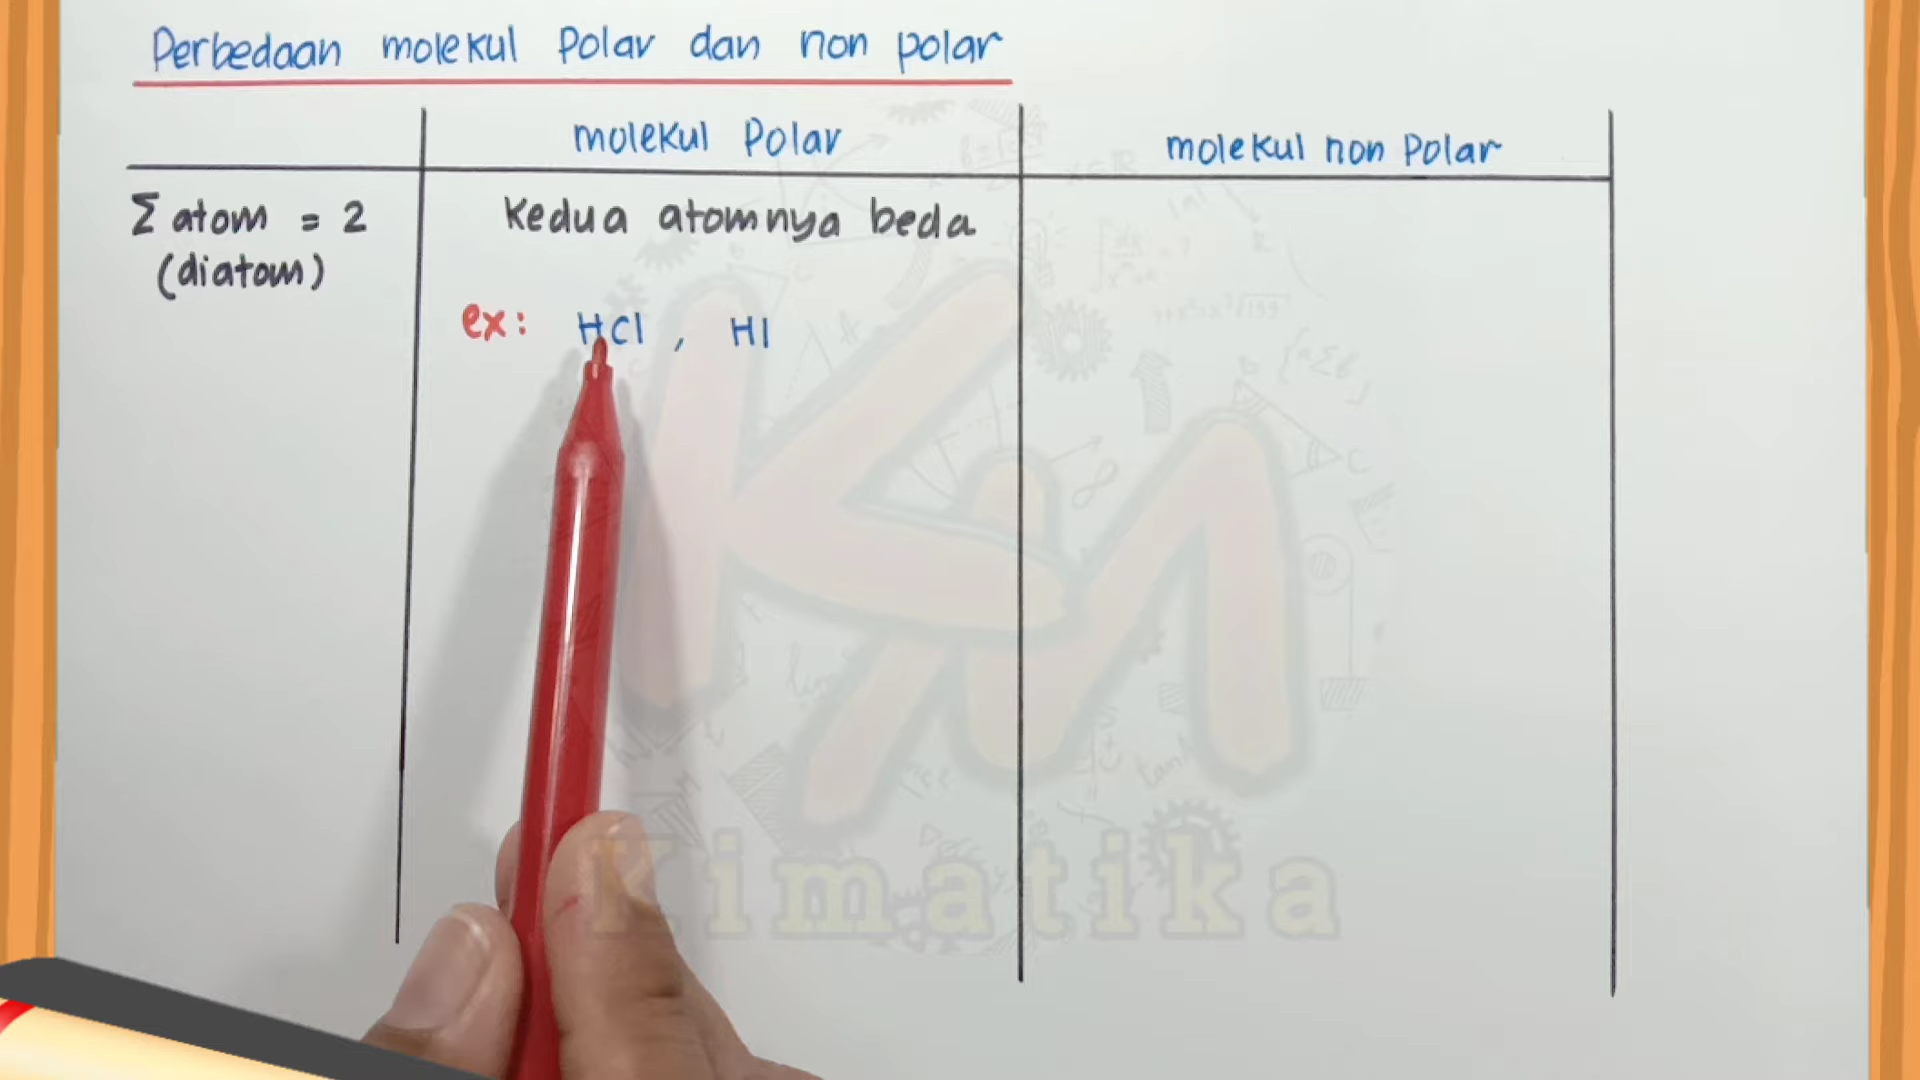 Perbedaan molekul Polar dan non polar
molekul Polar
molekul non Polar
Σ atom = 2
(diatom)
Kedua atomnya beda
ex: HCl , HI
Kimatika